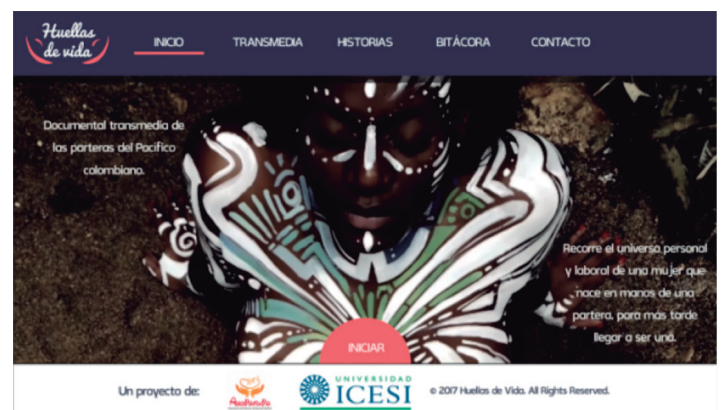 Huellas
de vida
INICIO
TRANSMEDIA
HISTORIAS
BITÁCORA
CONTACTO
Documental transmedia de
las parteras del Pacífico
colombiano.
Recorre el universo personal
y laboral de una mujer que
nace en manos de una
partera, para más tarde
llegar a ser una.
INICIAR
Un proyecto de:
UNIVERSIDAD
ICESI
© 2017 Huellas de Vida. All Rights Reserved.